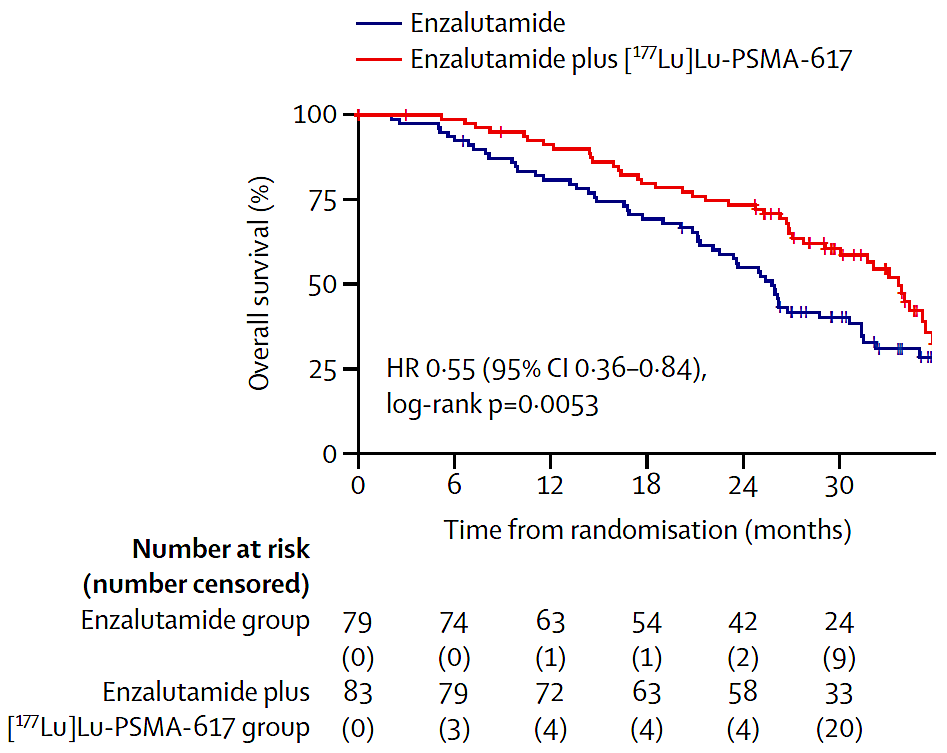 Enzalutamide
Enzalutamide plus [¹⁷⁷Lu]Lu-PSMA-617
100
75
50
25
0
Overall survival (%)
HR 0·55 (95% CI 0·36–0·84),
log-rank p=0·0053
0 6 12 18 24 30
Time from randomisation (months)
Number at risk
(number censored)
Enzalutamide group 79 74 63 54 42 24
(0) (0) (1) (1) (2) (9)
Enzalutamide plus 83 79 72 63 58 33
[¹⁷⁷Lu]Lu-PSMA-617 group (0) (3) (4) (4) (4) (20)